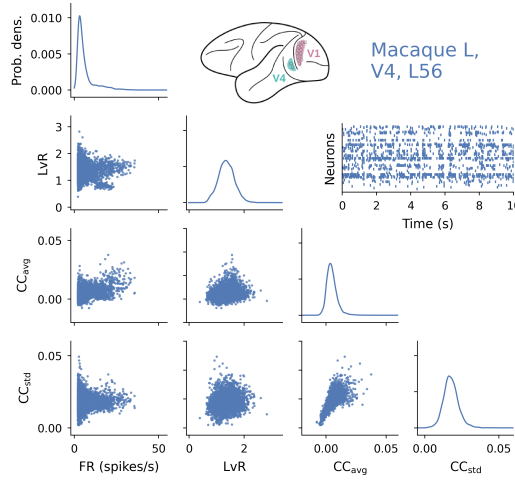 Prob. dens.
0.010
0.005
0.000
V1
V4
Macaque L,
V4, L56
LvR
3
2
1
0
Neurons
0
2
4
6
8
10
Time (s)
CCavg
0.05
0.00
CCstd
0.05
0.00
0
50
FR (spikes/s)
0
2
LvR
0.00
0.05
CCavg
0.00
0.05
CCstd